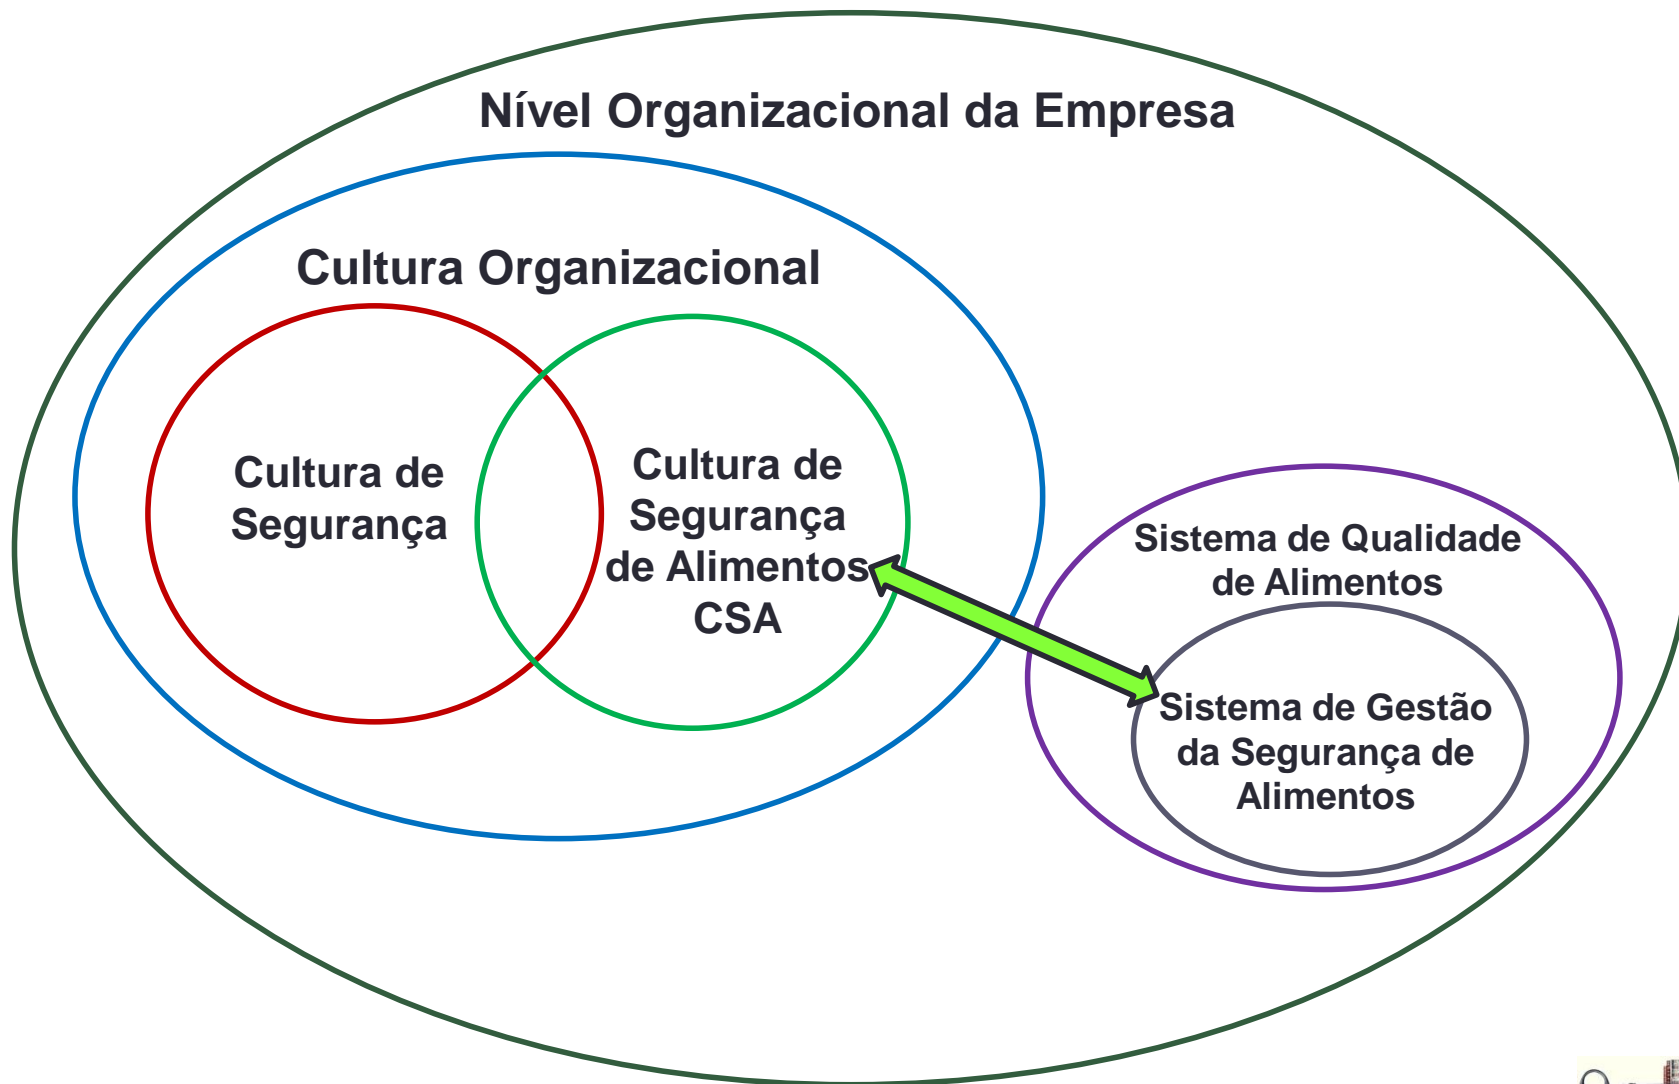 Nível Organizacional da Empresa
Cultura Organizacional
Cultura de
Segurança
Cultura de
Segurança
de Alimentos
CSA
Sistema de Qualidade
de Alimentos
Sistema de Gestão
da Segurança de
Alimentos